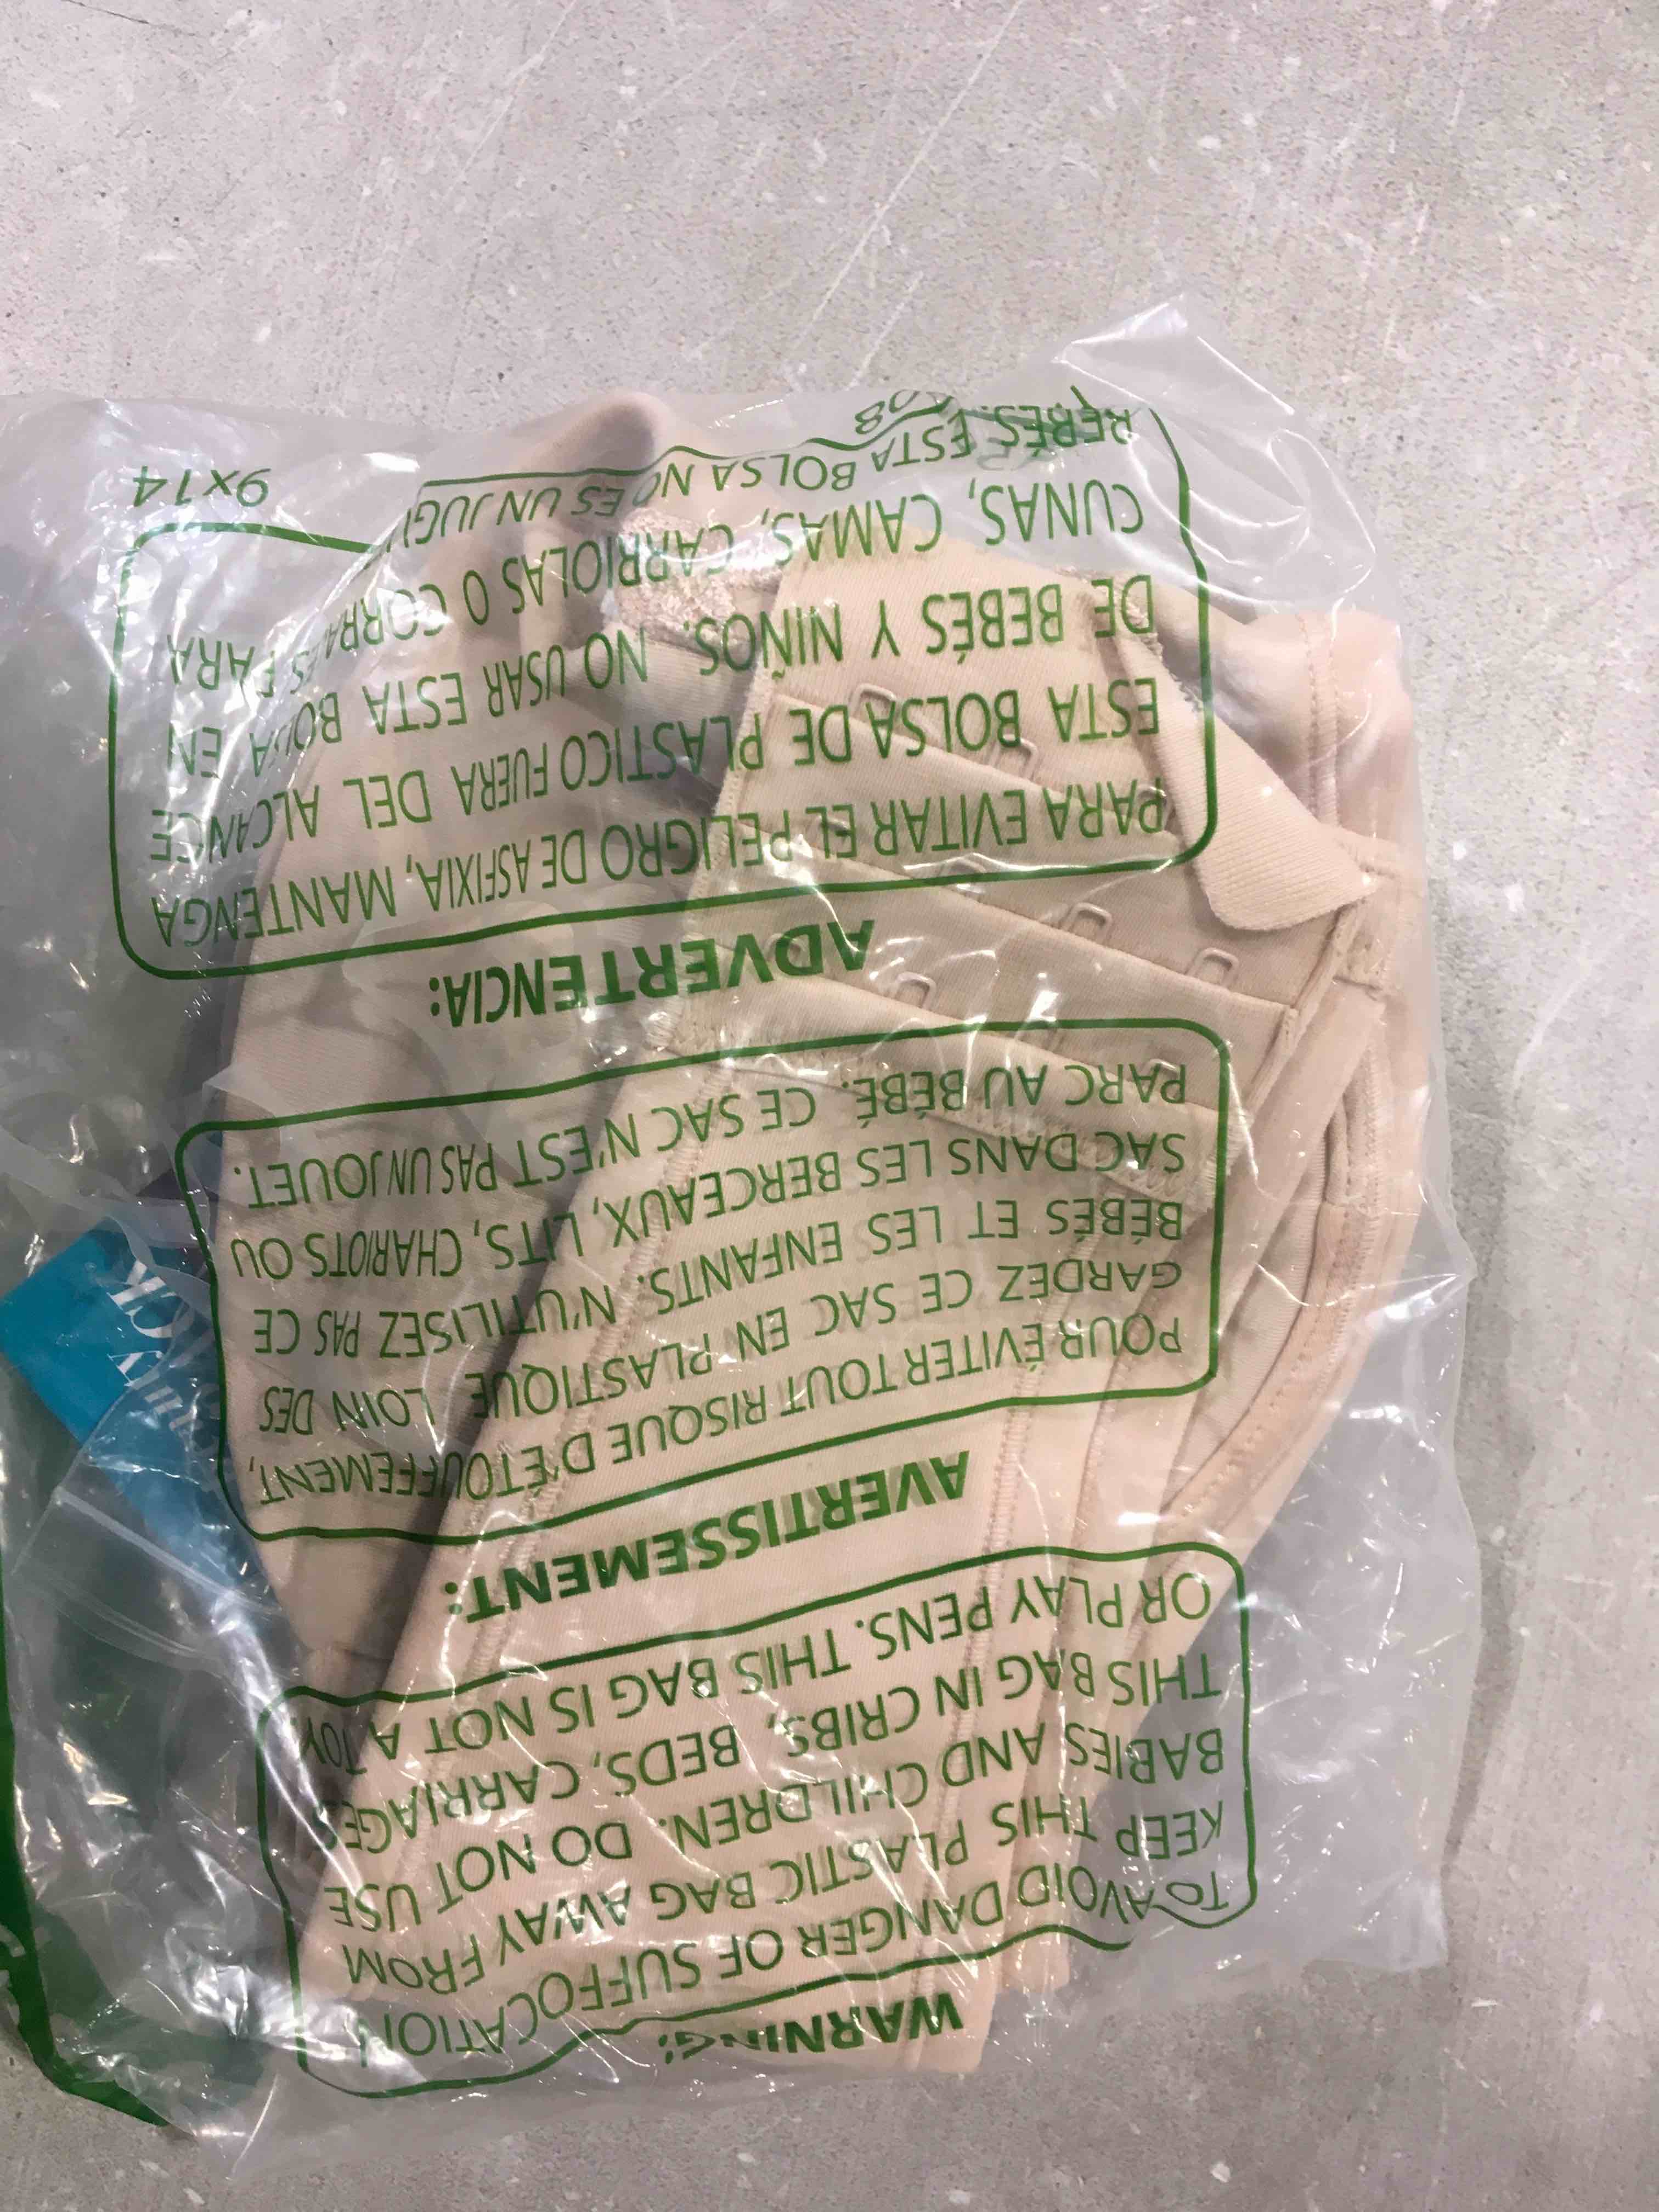 WARNING:
TO AVOID DANGER OF SUFFOCATION
KEEP THIS PLASTIC BAG AWAY FROM
BABIES AND CHILDREN. DO NOT USE
THIS BAG IN CRIBS, BEDS, CARRIAGES
OR PLAY PENS. THIS BAG IS NOT A TOY
AVERTISSEMENT:
POUR ÉVITER TOUT RISQUE D'ÉTOUFFEMENT,
GARDEZ CE SAC EN PLASTIQUE LOIN DES
BÉBÉS ET LES ENFANTS. N'UTILISEZ PAS CE
SAC DANS LES BERCEAUX, LITS, CHARIOTS OU
PARC AU BÉBÉ. CE SAC N'EST PAS UN JOUET.
ADVERTENCIA:
PARA EVITAR EL PELIGRO DE ASFIXIA, MANTENGA
ESTA BOLSA DE PLASTICO FUERA DEL ALCANCE
DE BEBÉS Y NIÑOS. NO USAR ESTA BOLSA EN
CUNAS, CAMAS, CARRIOLAS O CORRALES PARA
BEBÉS. ESTA BOLSA NO ES UN JUG
9x14